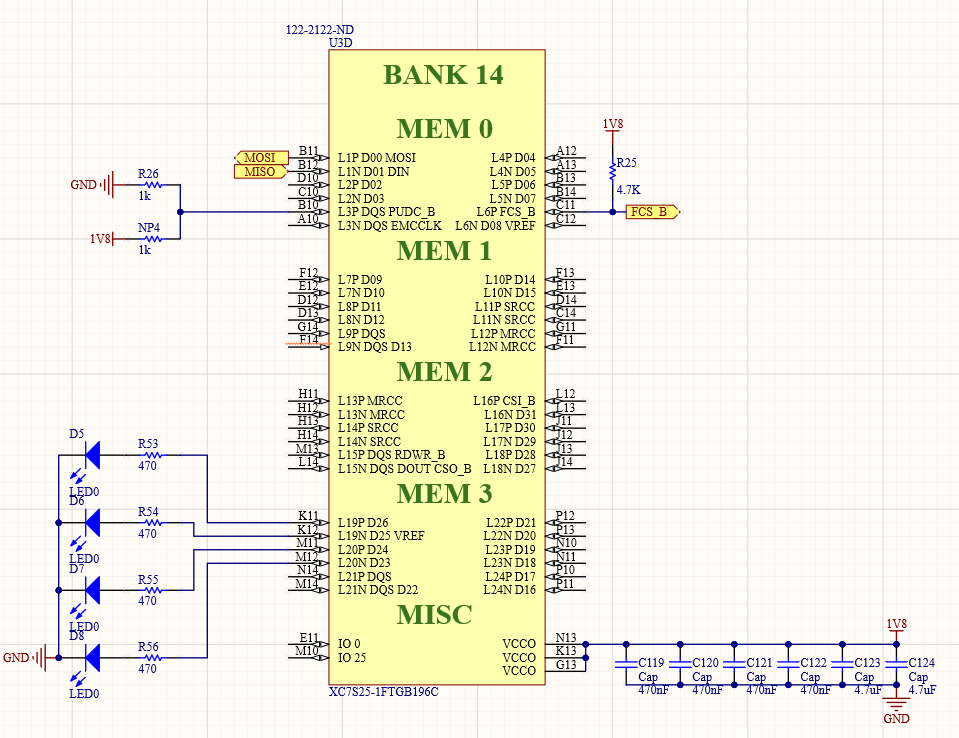 122-2122-ND
U3D
BANK 14
MEM 0
MOSI B11 L1P D00 MOSI L4P D04 A12
MISO B12 L1N D01 DIN L4N D05 A13
D10 L2P D02 L5P D06 B13
C10 L2N D03 L5N D07 B14
B10 L3P DQS PUDC_B L6P FCS_B C11
A10 L3N DQS EMCCLK L6N D08 VREF C12
GND R26
1k
1V8 NP4
1k
1V8
R25
4.7K
FCS B
MEM 1
F12 L7P D09 L10P D14 F13
E12 L7N D10 L10N D15 E13
D12 L8P D11 L11P SRCC D14
D13 L8N D12 L11N SRCC C14
G14 L9P DQS L12P MRCC G11
F14 L9N DQS D13 L12N MRCC F11
MEM 2
H11 L13P MRCC L16P CSI_B L12
H12 L13N MRCC L16N D31 L13
H13 L14P SRCC L17P D30 J11
H14 L14N SRCC L17N D29 J12
M13 L15P DQS RDWR_B L18P D28 J13
L14 L15N DQS DOUT CSO_B L18N D27 J14
MEM 3
K11 L19P D26 L22P D21 P12
K12 L19N D25 VREF L22N D20 P13
M11 L20P D24 L23P D19 N10
M12 L20N D23 L23N D18 N11
N14 L21P DQS L24P D17 P10
M14 L21N DQS D22 L24N D16 P11
D5 R53
470
LED0
D6 R54
470
LED0
D7 R55
470
LED0
D8 R56
GND 470
LED0
MISC
E11 IO 0 VCCO N13
M10 IO 25 VCCO K13
VCCO G13
XC7S25-1FTGB196C
1V8
C119 C120 C121 C122 C123 C124
Cap Cap Cap Cap Cap Cap
470nF 470nF 470nF 470nF 4.7uF 4.7uF
GND